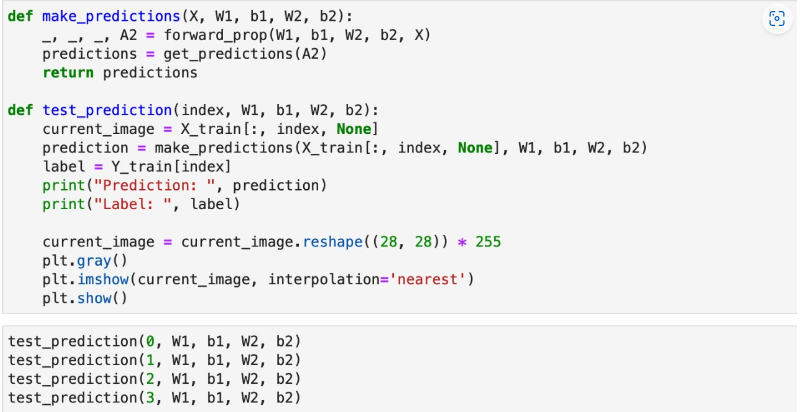 def make_predictions(X, W1, b1, W2, b2):
    _, _, _, A2 = forward_prop(W1, b1, W2, b2, X)
    predictions = get_predictions(A2)
    return predictions

def test_prediction(index, W1, b1, W2, b2):
    current_image = X_train[:, index, None]
    prediction = make_predictions(X_train[:, index, None], W1, b1, W2, b2)
    label = Y_train[index]
    print("Prediction: ", prediction)
    print("Label: ", label)

    current_image = current_image.reshape((28, 28)) * 255
    plt.gray()
    plt.imshow(current_image, interpolation='nearest')
    plt.show()

test_prediction(0, W1, b1, W2, b2)
test_prediction(1, W1, b1, W2, b2)
test_prediction(2, W1, b1, W2, b2)
test_prediction(3, W1, b1, W2, b2)